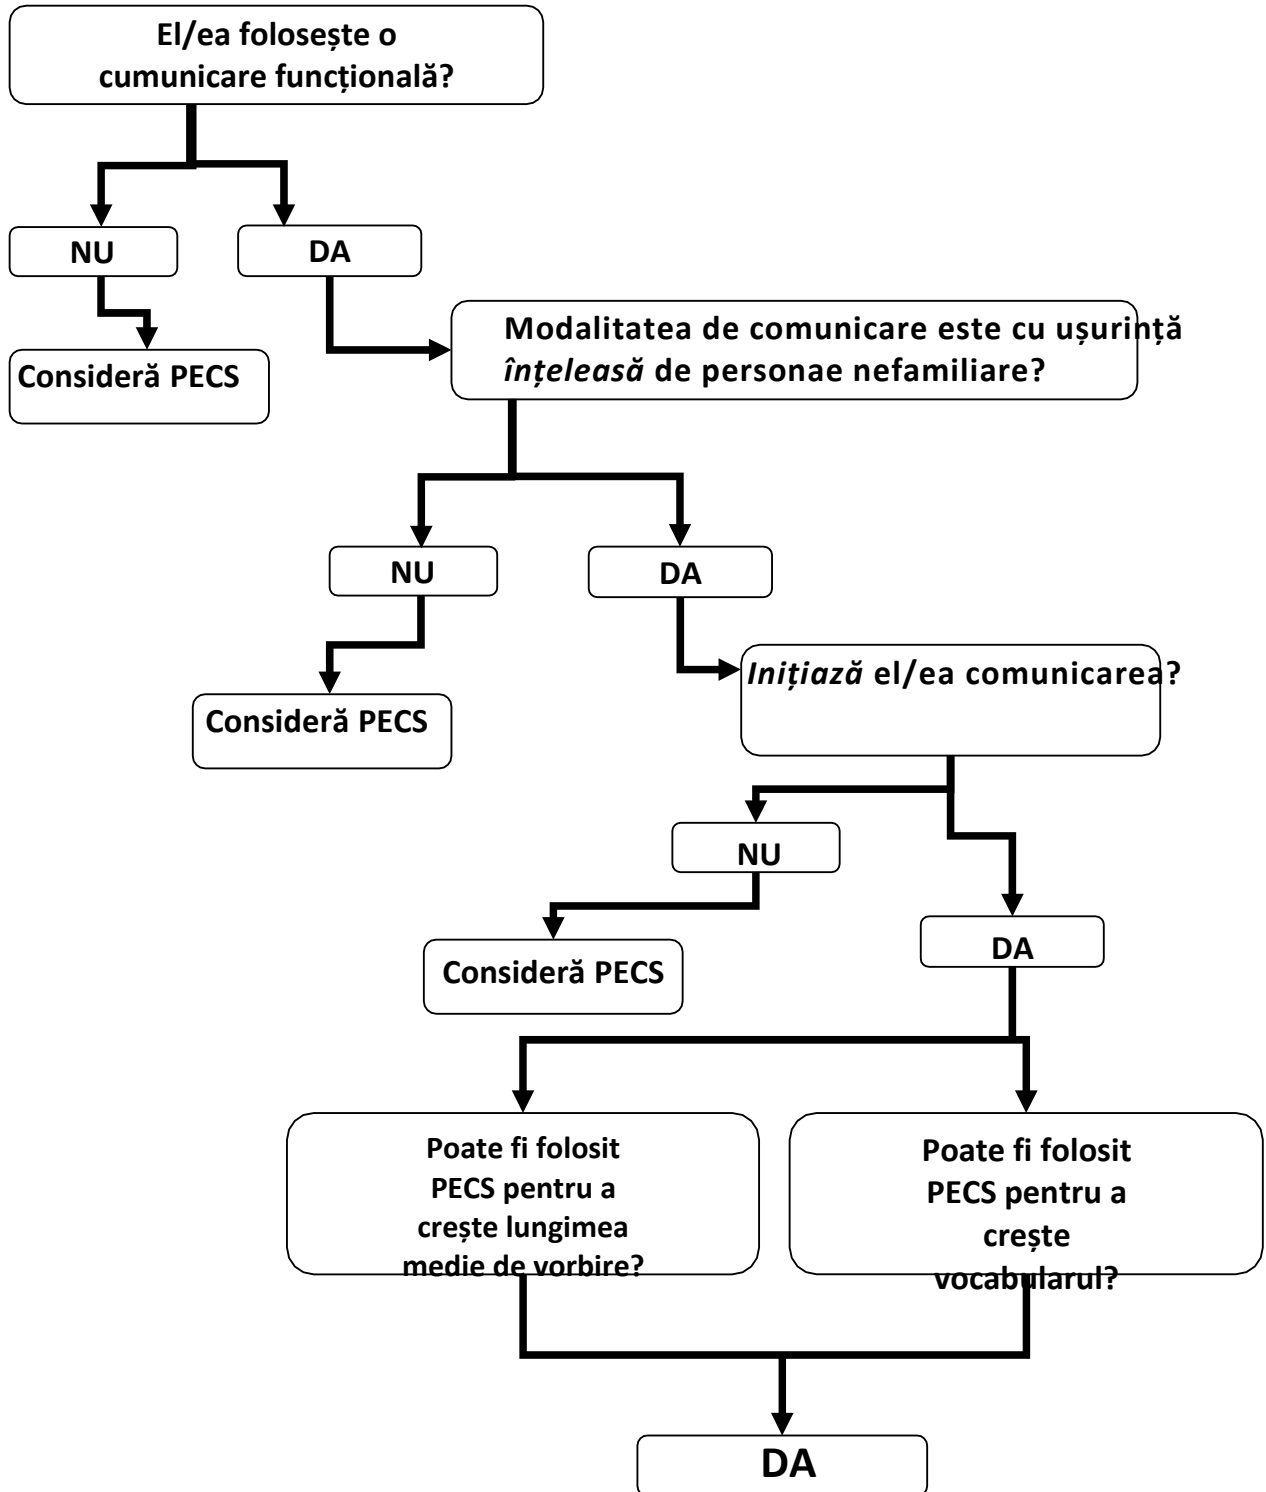 El/ea folosește o
cumunicare funcțională?
NU
DA
Modalitatea de comunicare este cu ușurință
înțeleasă de personae nefamiliare?
Consideră PECS
NU
DA
Inițiază el/ea comunicarea?
Consideră PECS
NU
DA
Consideră PECS
Poate fi folosit
PECS pentru a
crește lungimea
medie de vorbire?
Poate fi folosit
PECS pentru a
crește
vocabularul?
DA